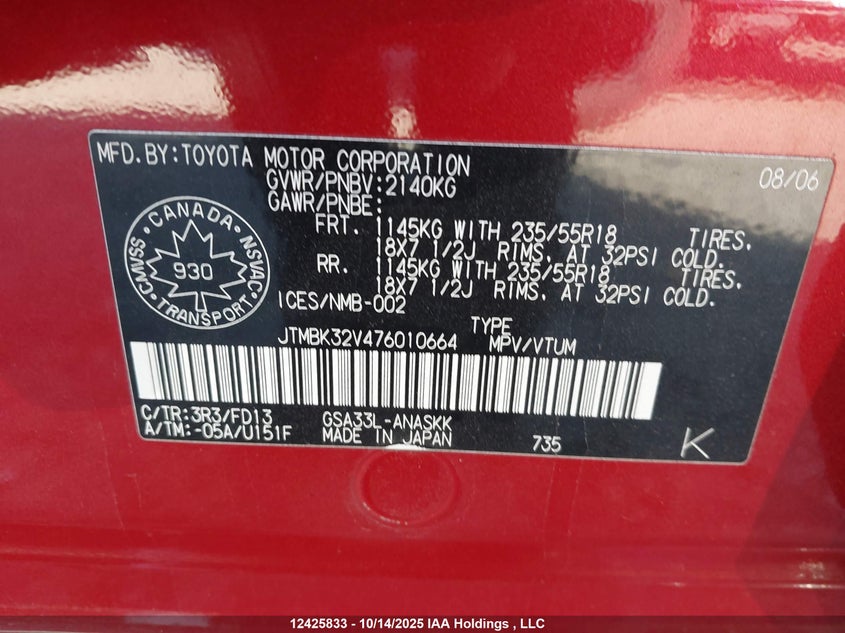 MFD.BY:TOYOTA MOTOR CORPORATION 08/06
GVWR/PNBV:2140KG
GAWR/PNBE:
FRT. 1145KG WITH 235/55R18 TIRES,
18X7 1/2J RIMS, AT 32PSI COLD.
RR. 1145KG WITH 235/55R18 TIRES,
18X7 1/2J RIMS, AT 32PSI COLD.
ICES/NMB-002
CANADA
CMVSS NSVAC
930
TRANSPORT
TYPE
JTMBK32V476010664 MPV/VTUM
C/TR:3R3/FD13 GSA33L-ANASKK
A/TM:-05A/U151F MADE IN JAPAN 735 K
12425833 - 10/14/2025 IAA Holdings , LLC